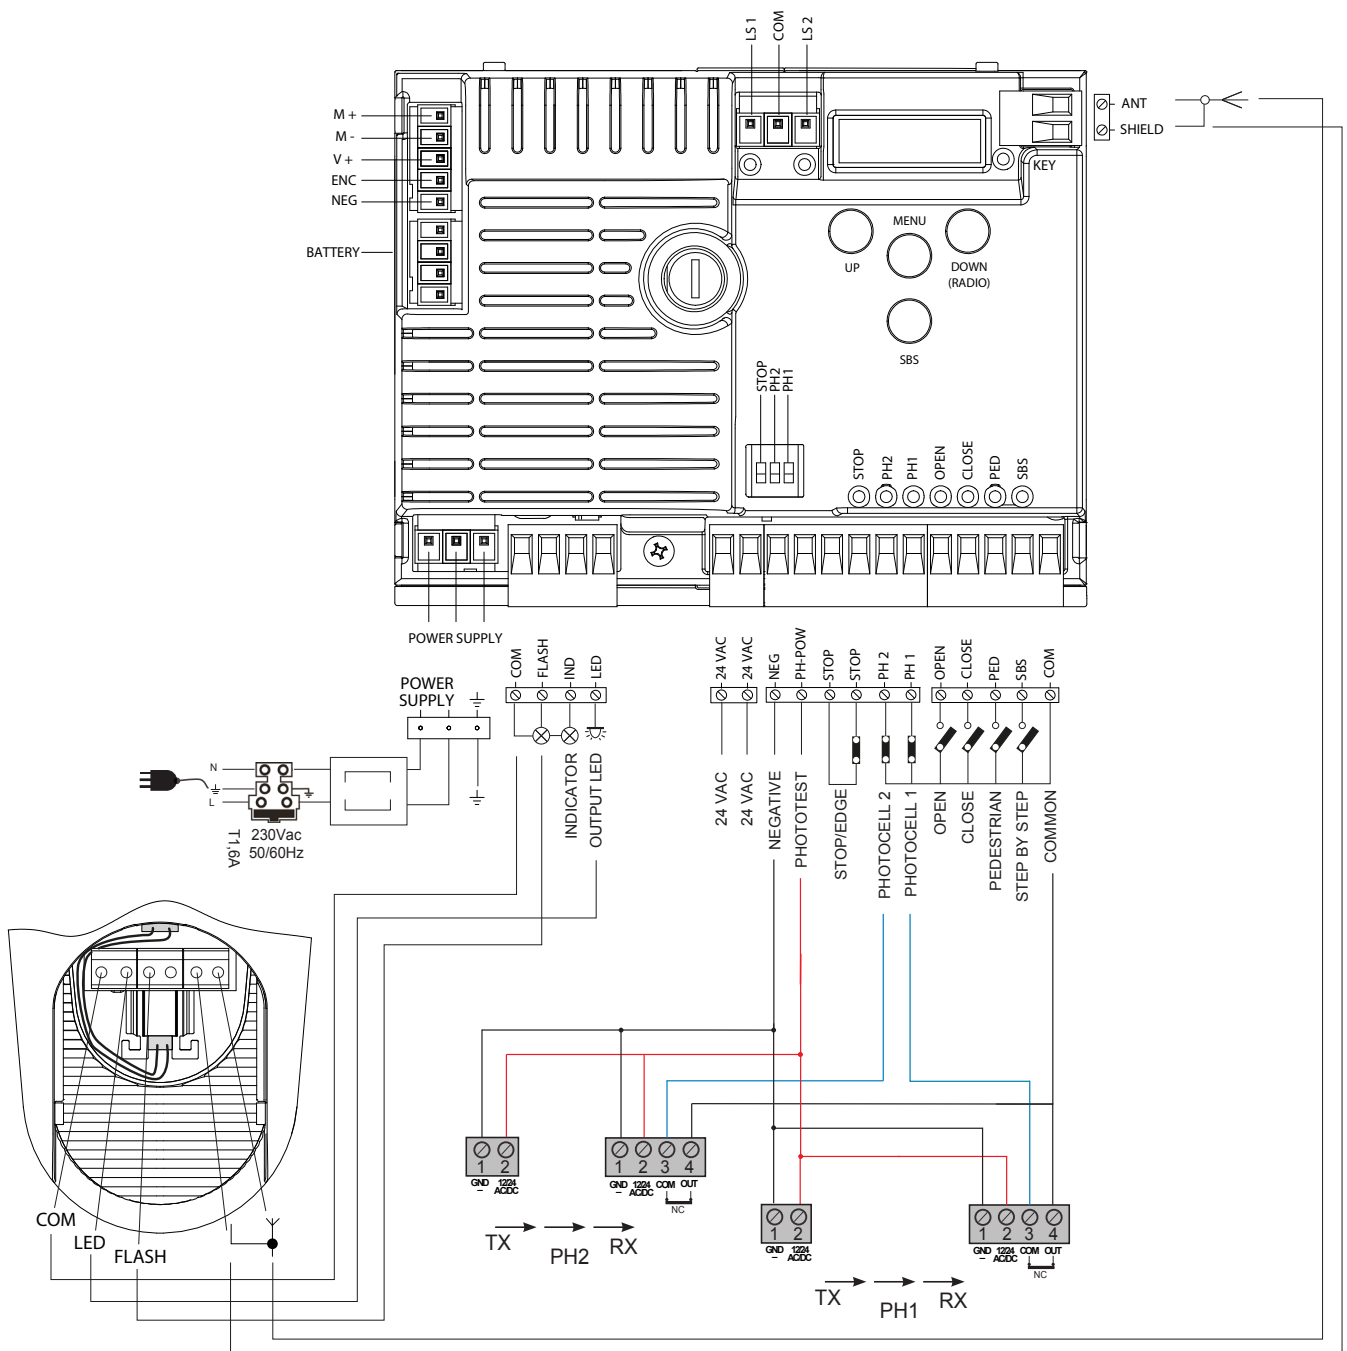 LS 1
COM
LS 2
M +
M -
V +
ENC
NEG
BATTERY
ANT
SHIELD
KEY
MENU
UP
DOWN
(RADIO)
SBS
STOP
PH2
PH1
STOP
PH2
PH1
OPEN
CLOSE
PED
SBS
POWER SUPPLY
COM
FLASH
IND
LED
24 VAC
24 VAC
NEG
PH-POW
STOP
STOP
PH 2
PH 1
OPEN
CLOSE
PED
SBS
COM
POWER
SUPPLY
N
L
T1,6A
230Vac
50/60Hz
INDICATOR
OUTPUT LED
24 VAC
24 VAC
NEGATIVE
PHOTOTEST
STOP/EDGE
PHOTOCELL 2
PHOTOCELL 1
OPEN
CLOSE
PEDESTRIAN
STEP BY STEP
COMMON
1 2
GND 12/24
– AC/DC
1 2 3 4
GND 12/24 COM OUT
– AC/DC
NC
TX PH2 RX
1 2
GND 12/24
– AC/DC
1 2 3 4
GND 12/24 COM OUT
– AC/DC
NC
TX PH1 RX
COM
LED
FLASH